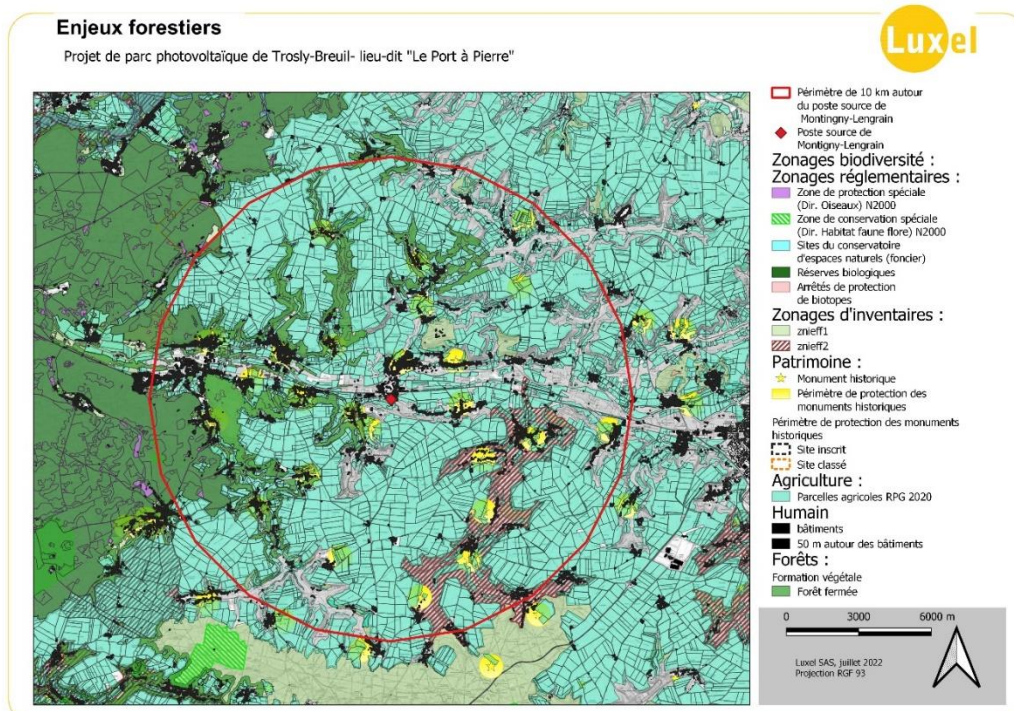 Enjeux forestiers
Projet de parc photovoltaïque de Trosly-Breuil- lieu-dit "Le Port à Pierre"
Luxel
Périmètre de 10 km autour
du poste source de
Montingny-Lengrain
Poste source de
Montigny-Lengrain
Zonages biodiversité :
Zonages réglementaires :
Zone de protection spéciale
(Dir. Oiseaux) N2000
Zone de conservation spéciale
(Dir. Habitat faune flore) N2000
Sites du conservatoire
d'espaces naturels (foncier)
Réserves biologiques
Arrêtés de protection
de biotopes
Zonages d'inventaires :
znieff1
znieff2
Patrimoine :
Monument historique
Périmètre de protection des
monuments historiques
Périmètre de protection des monuments
historiques
Site inscrit
Site classé
Agriculture :
Parcelles agricoles RPG 2020
Humain
bâtiments
50 m autour des bâtiments
Forêts :
Formation végétale
Forêt fermée
0 3000 6000 m
Luxel SAS, juillet 2022
Projection RGF 93